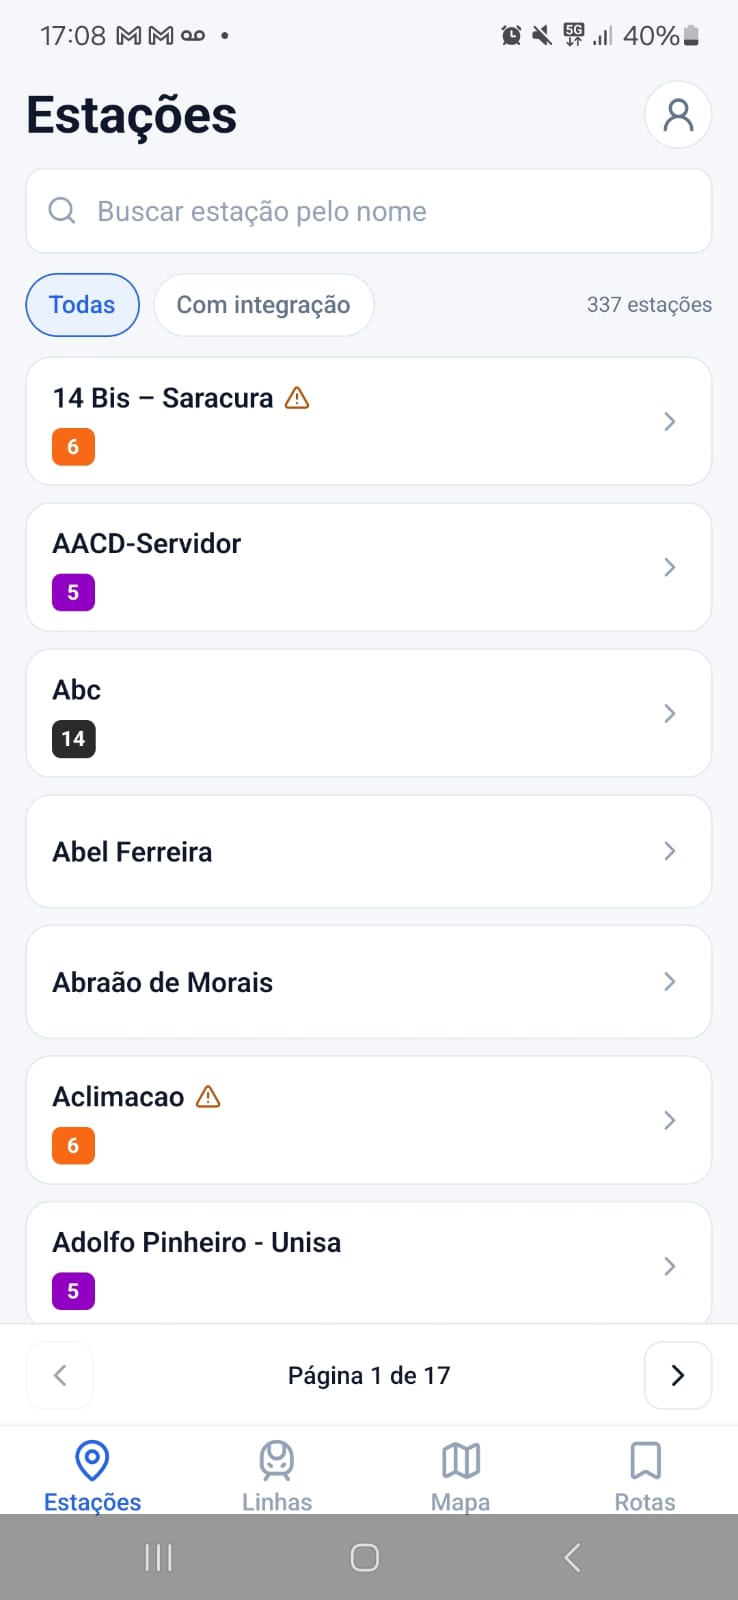 17:08
5G
40%
Estações
Buscar estação pelo nome
Todas
Com integração
337 estações
14 Bis – Saracura
6
AACD-Servidor
5
Abc
14
Abel Ferreira
Abraão de Morais
Aclimacao
6
Adolfo Pinheiro - Unisa
5
Página 1 de 17
Estações
Linhas
Mapa
Rotas